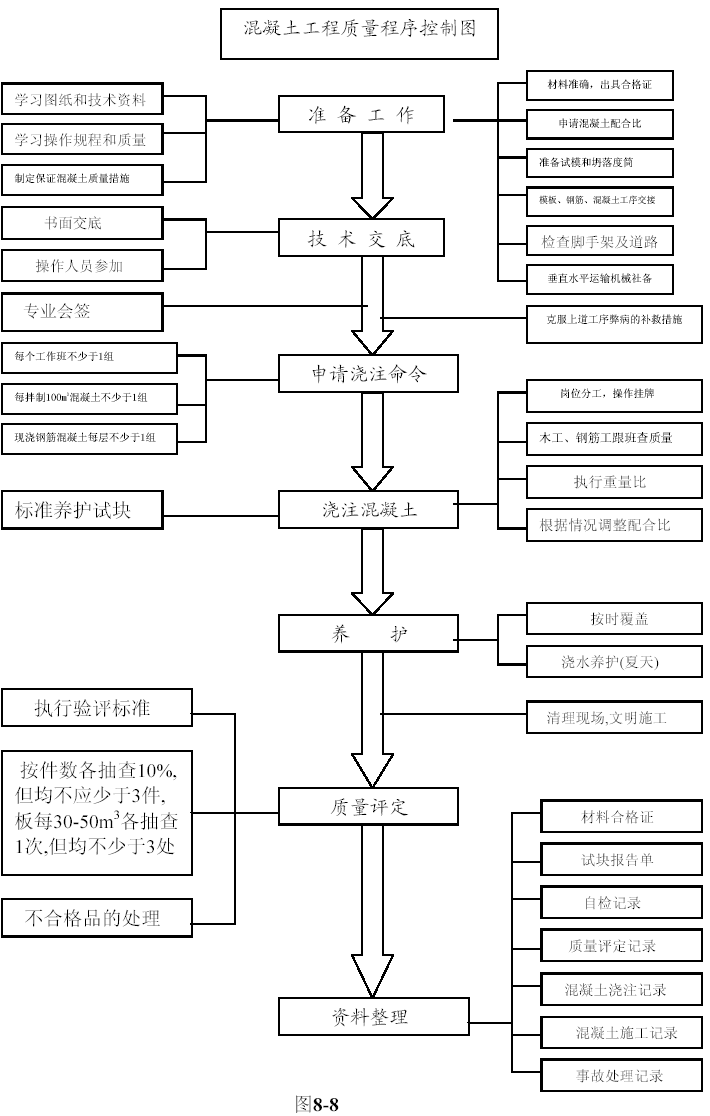 混凝土工程质量程序控制图
学习图纸和技术资料
学习操作规程和质量
制定保证混凝土质量措施
准备工作
材料准确，出具合格证
申请混凝土配合比
准备试模和坍落度筒
模板、钢筋、混凝土工序交接
检查脚手架及道路
垂直水平运输机械社备
书面交底
操作人员参加
技术交底
专业会签
克服上道工序弊病的补救措施
每个工作班不少于1组
每拌制100m³混凝土不少于1组
现浇钢筋混凝土每层不少于1组
申请浇注命令
岗位分工，操作挂牌
木工、钢筋工跟班查质量
执行重量比
根据情况调整配合比
标准养护试块
浇注混凝土
养 护
按时覆盖
浇水养护(夏天)
清理现场,文明施工
执行验评标准
按件数各抽查10%,
但均不应少于3件,
板每30-50m³各抽查
1次,但均不少于3处
不合格品的处理
质量评定
材料合格证
试块报告单
自检记录
质量评定记录
混凝土浇注记录
混凝土施工记录
事故处理记录
资料整理
图8-8